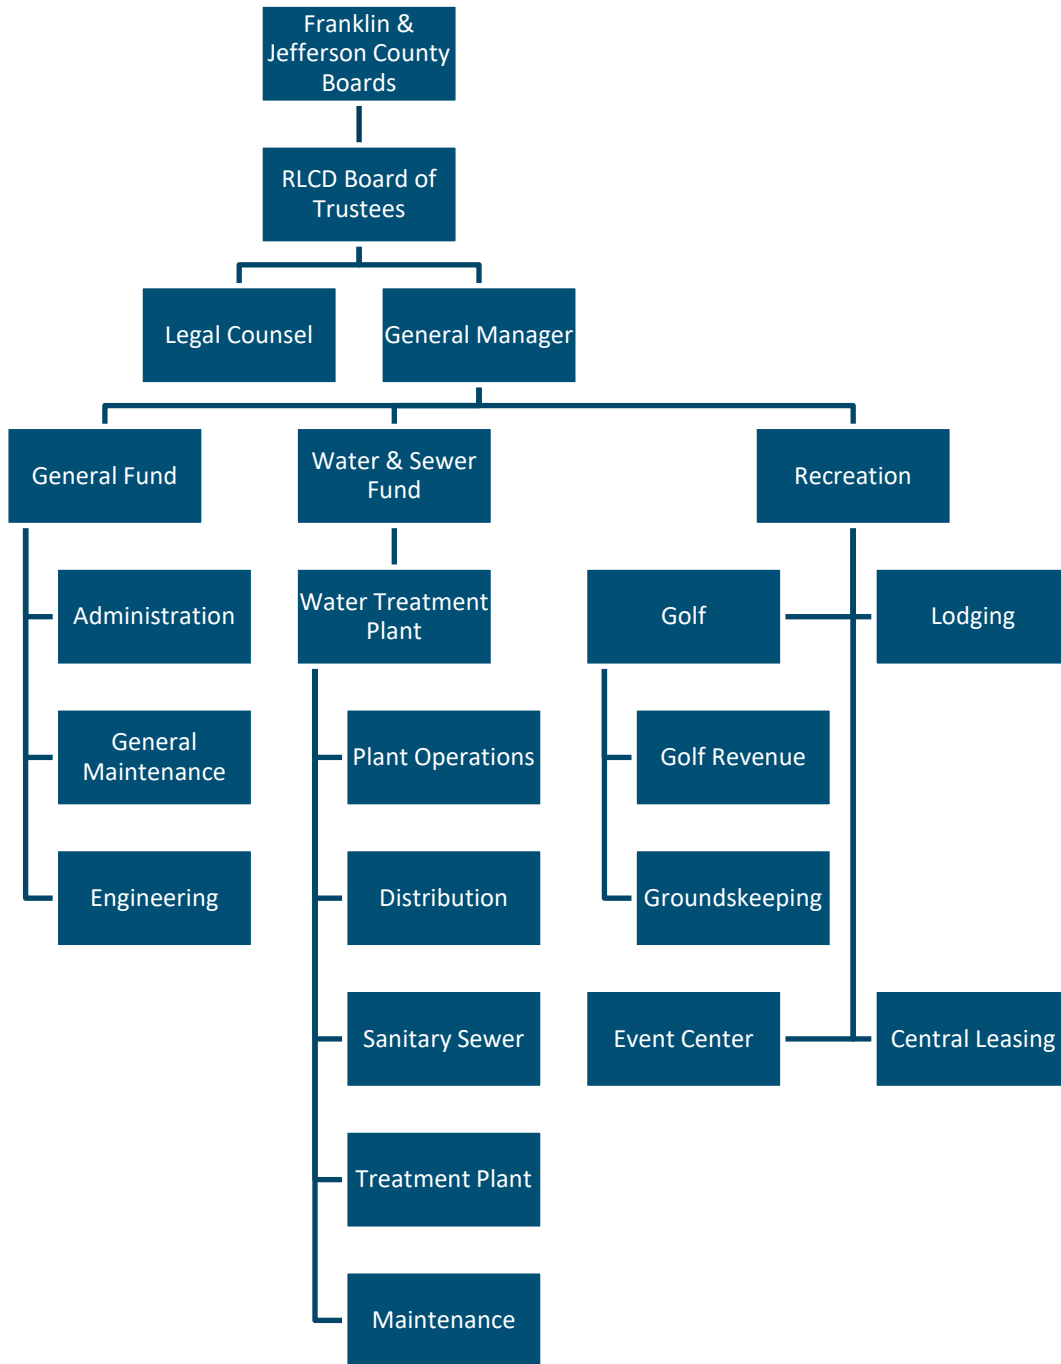 Franklin &
Jefferson County
Boards
RLCD Board of
Trustees
Legal Counsel
General Manager
General Fund
Water & Sewer
Fund
Recreation
Administration
Water Treatment
Plant
Golf
Lodging
General
Maintenance
Plant Operations
Golf Revenue
Engineering
Distribution
Groundskeeping
Sanitary Sewer
Event Center
Central Leasing
Treatment Plant
Maintenance